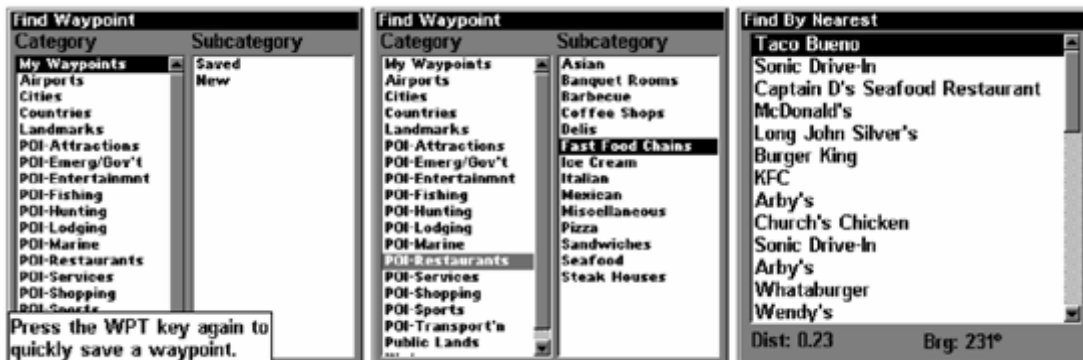 Find Waypoint
Category
Subcategory
My Waypoints
Airports
Cities
Countries
Landmarks
POI-Attractions
POI-Emerg/Gov't
POI-Entertainmnt
POI-Fishing
POI-Hunting
POI-Lodging
POI-Marine
POI-Restaurants
POI-Services
POI-Shopping
POI-Sports
Saved
New
Press the WPT key again to
quickly save a waypoint.
Find Waypoint
Category
Subcategory
My Waypoints
Airports
Cities
Countries
Landmarks
POI-Attractions
POI-Emerg/Gov't
POI-Entertainmnt
POI-Fishing
POI-Hunting
POI-Lodging
POI-Marine
POI-Restaurants
POI-Services
POI-Shopping
POI-Sports
POI-Transport'n
Public Lands
Asian
Banquet Rooms
Barbecue
Coffee Shops
Delis
Fast Food Chains
Ice Cream
Italian
Mexican
Miscellaneous
Pizza
Sandwiches
Seafood
Steak Houses
Find By Nearest
Taco Bueno
Sonic Drive-In
Captain D's Seafood Restaurant
McDonald's
Long John Silver's
Burger King
KFC
Arby's
Church's Chicken
Sonic Drive-In
Arby's
Whataburger
Wendy's
Dist: 0.23
Brg: 231°